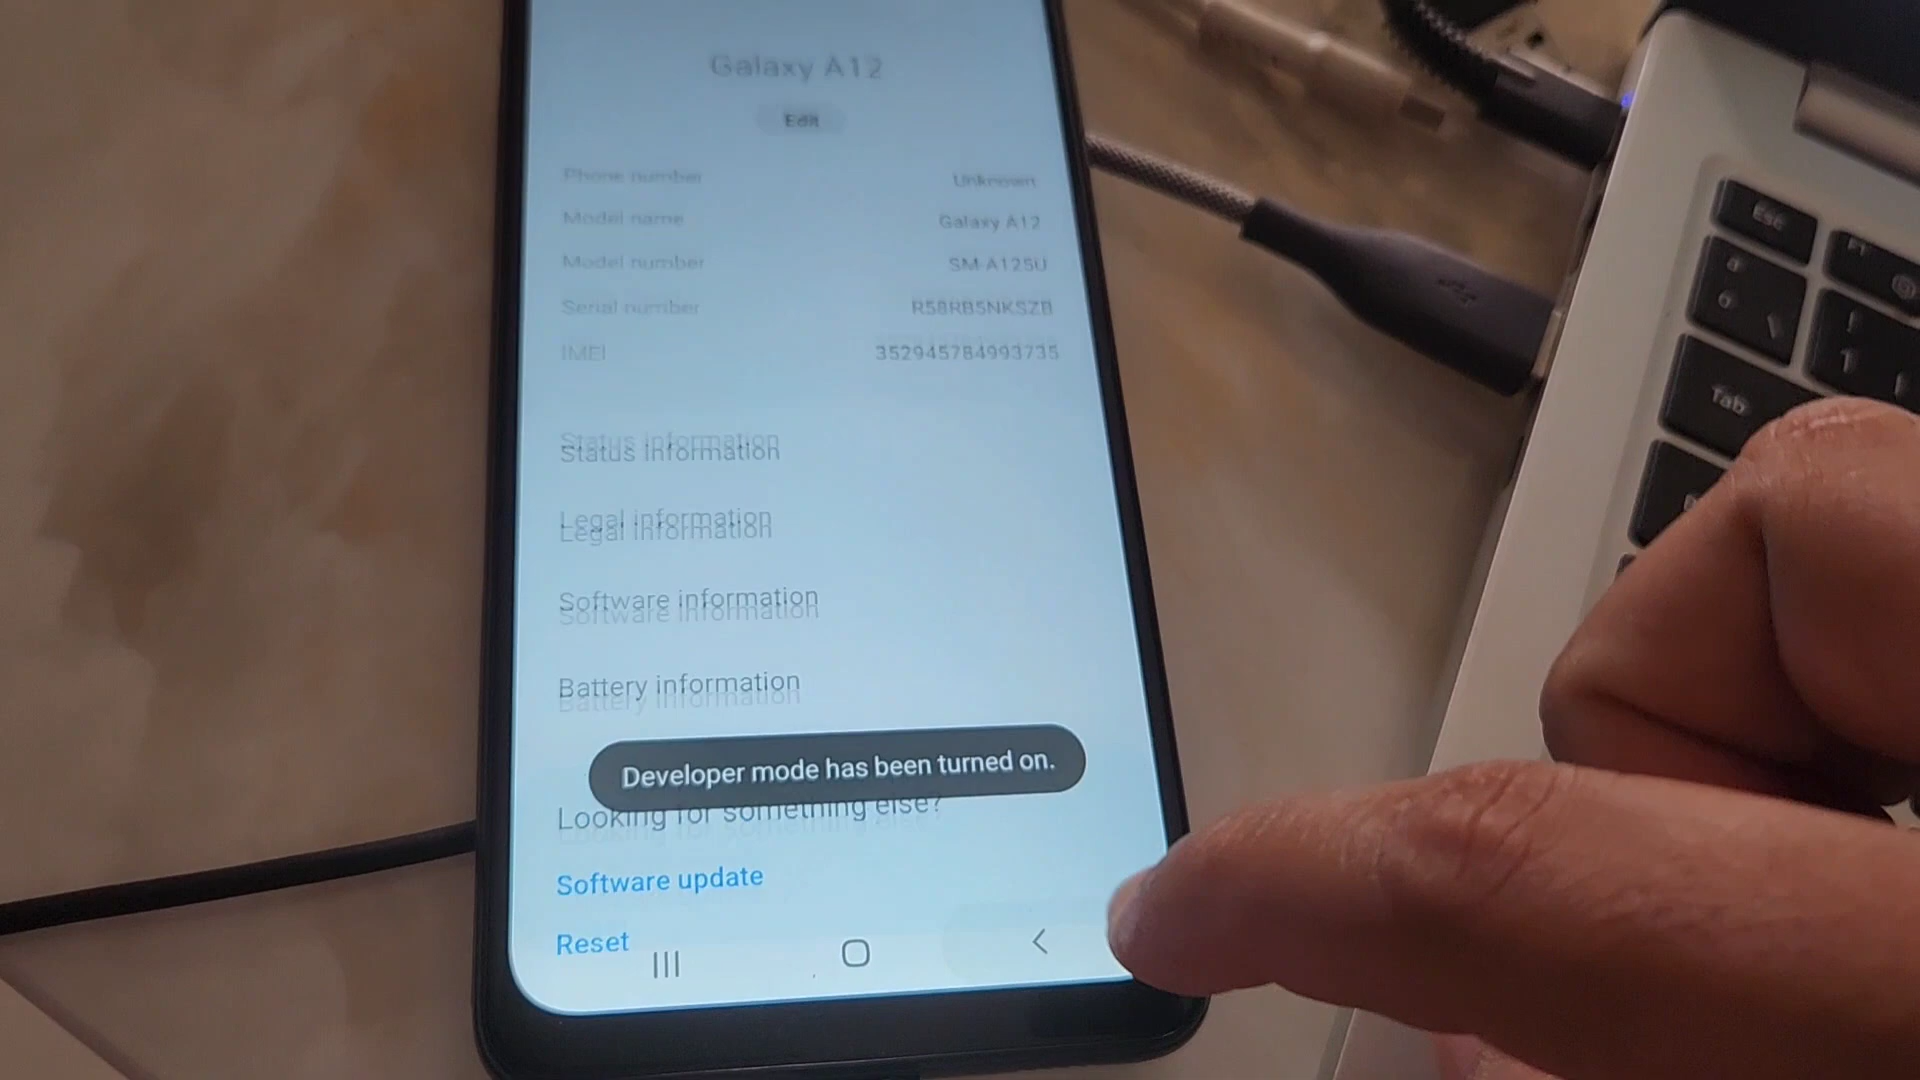 Galaxy A12
Edit
Phone number Unknown
Model name Galaxy A12
Model number SM-A125U
Serial number R58RB5NKSZB
IMEI 352945784993735
Status information
Legal information
Software information
Battery information
Developer mode has been turned on.
Looking for something else?
Software update
Reset
Esc
F1
Tab
1